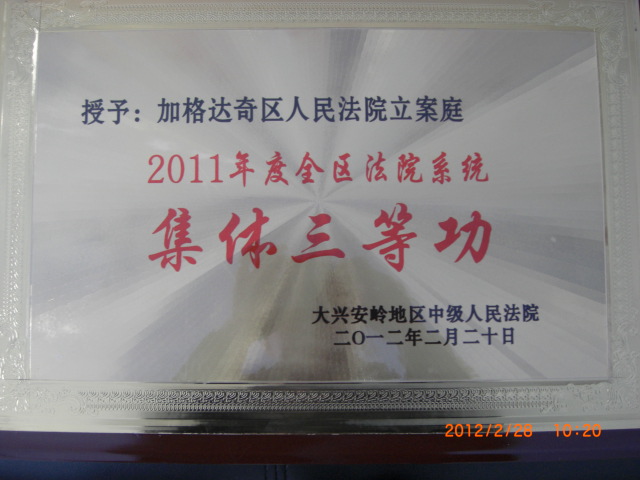 授予：加格达奇区人民法院立案庭
2011年度全区法院系统
集体三等功
大兴安岭地区中级人民法院
二〇一二年二月二十日
2012/2/28 10:20